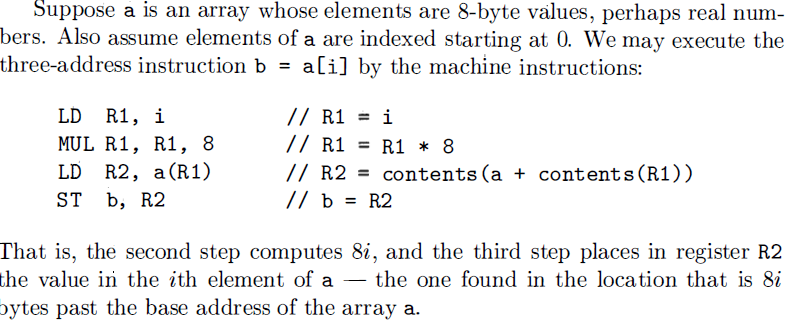 Suppose a is an array whose elements are 8-byte values, perhaps real num-
bers. Also assume elements of a are indexed starting at 0. We may execute the
three-address instruction b = a[i] by the machine instructions:
LD R1, i // R1 = i
MUL R1, R1, 8 // R1 = R1 * 8
LD R2, a(R1) // R2 = contents(a + contents(R1))
ST b, R2 // b = R2
That is, the second step computes 8i, and the third step places in register R2
the value in the ith element of a — the one found in the location that is 8i
bytes past the base address of the array a.